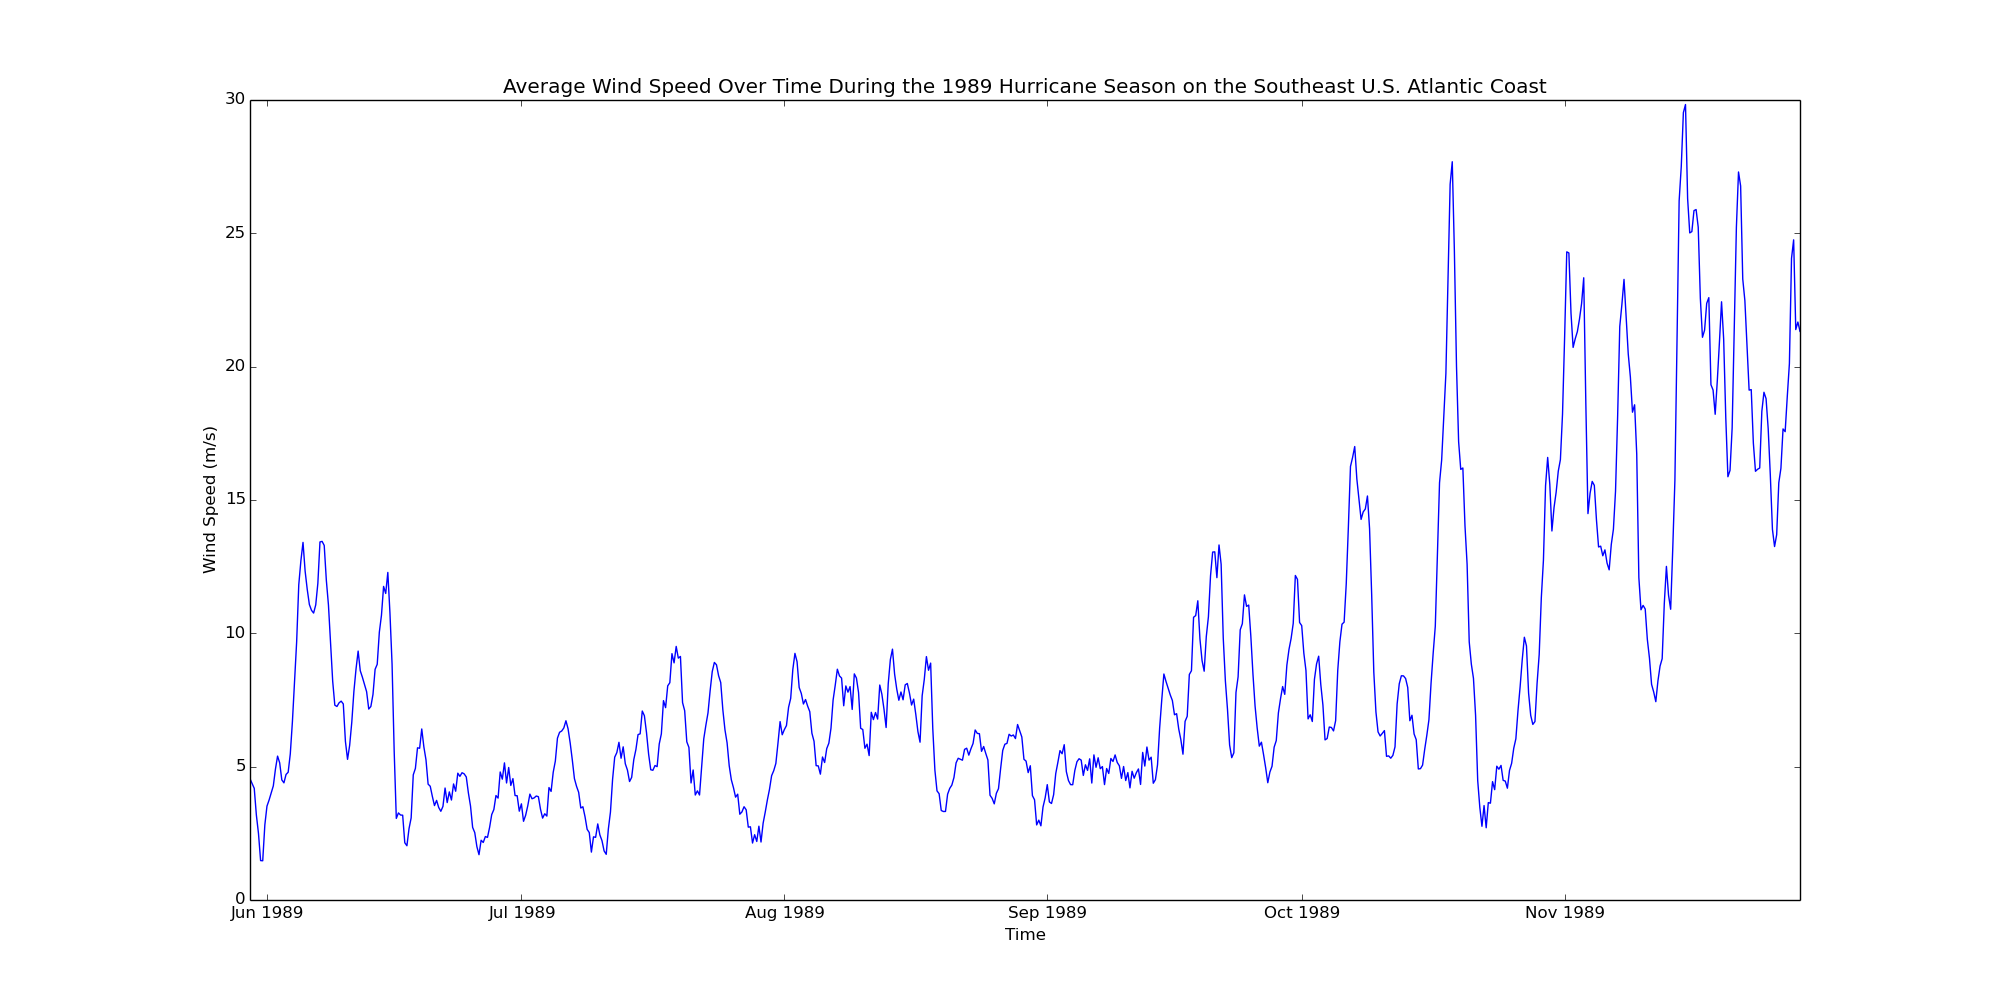 Average Wind Speed Over Time During the 1989 Hurricane Season on the Southeast U.S. Atlantic Coast
30
25
20
15
10
5
0
Wind Speed (m/s)
Jun 1989 Jul 1989 Aug 1989 Sep 1989 Oct 1989 Nov 1989
Time